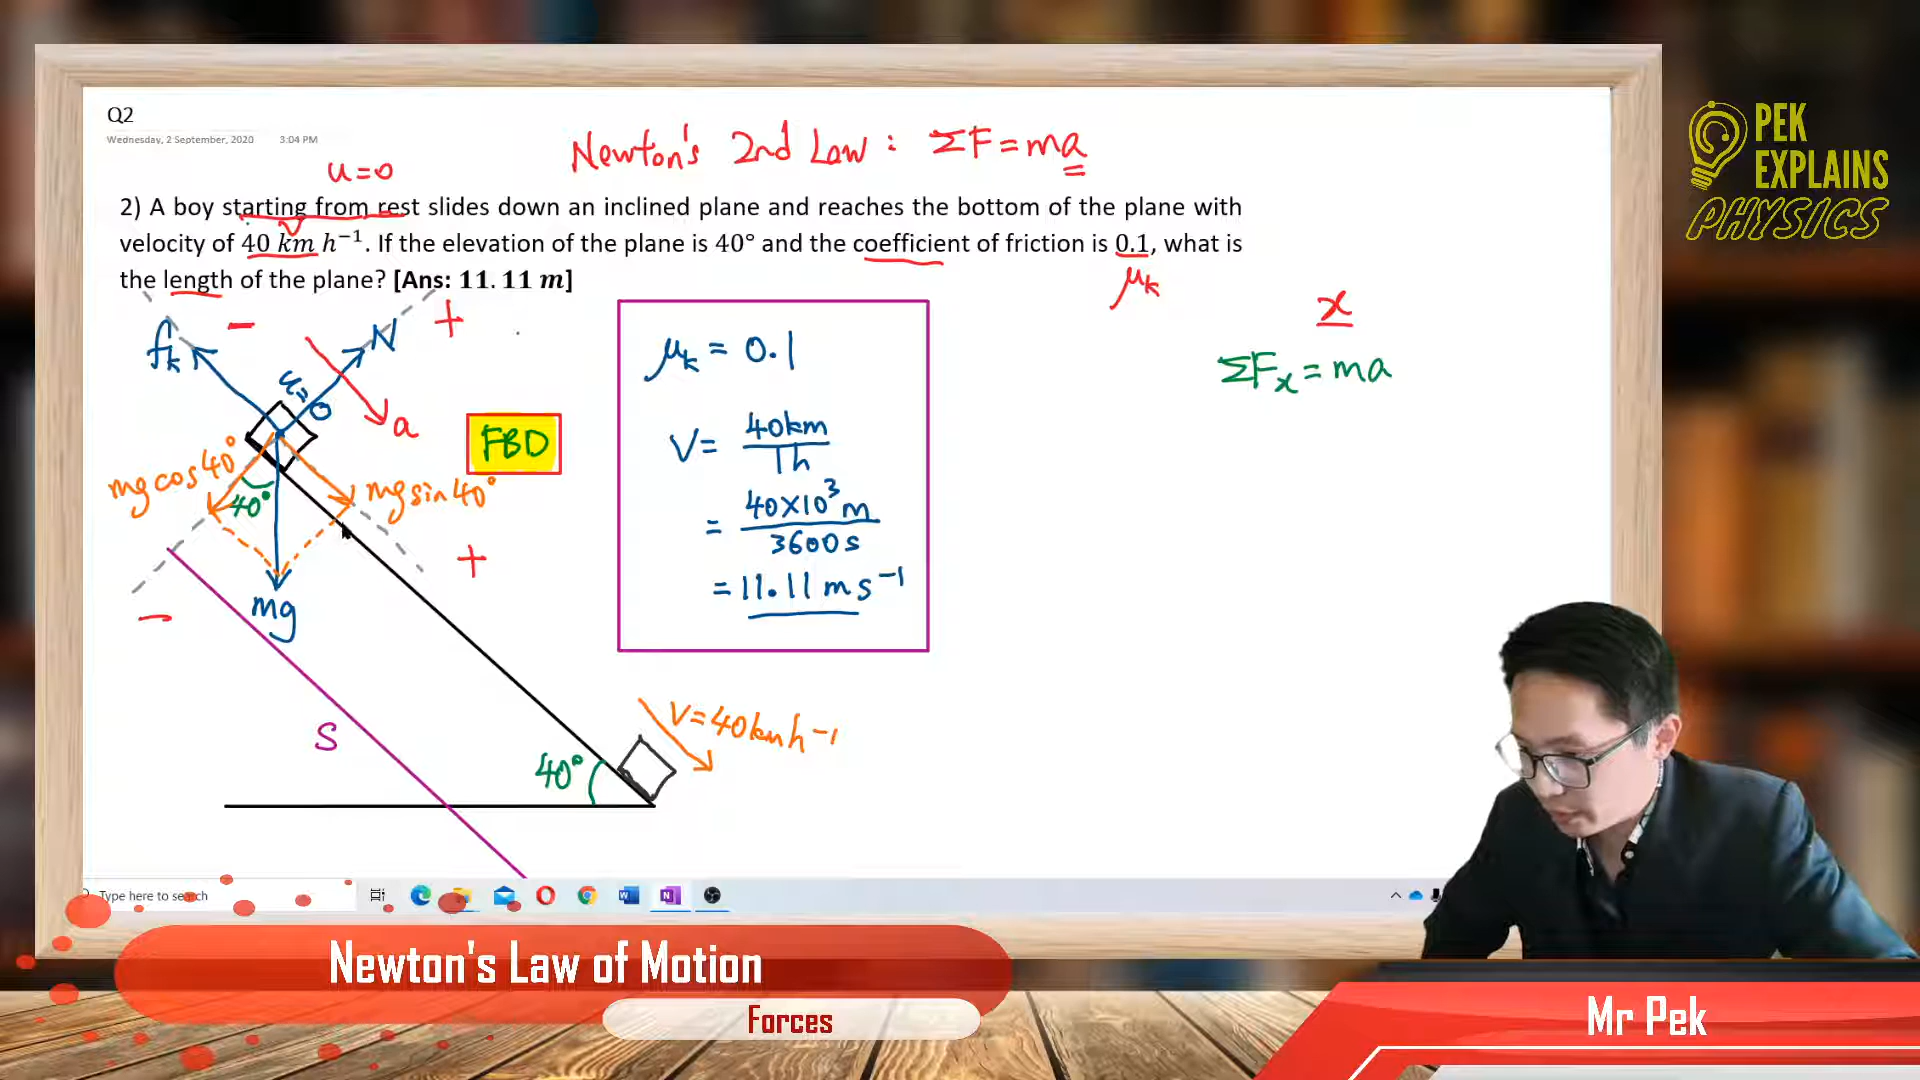 Q2
Wednesday, 2 September, 2020 3:04 PM
Newton's 2nd Law : ΣF = ma
u = 0
2) A boy starting from rest slides down an inclined plane and reaches the bottom of the plane with
v
velocity of 40 km h⁻¹. If the elevation of the plane is 40° and the coefficient of friction is 0.1, what is
the length of the plane? [Ans: 11.11 m]
μk
PEK
EXPLAINS
PHYSICS
fk
−
N
+
u=0
a
FBD
mg cos 40°
40°
mg sin 40°
+
−
mg
S
40°
V = 40 km h⁻¹
μk = 0.1
V = 40km / 1h
= 40×10³ m / 3600 s
= 11.11 m s⁻¹
x
ΣFx = ma
Type here to search
Newton's Law of Motion
Forces
Mr Pek